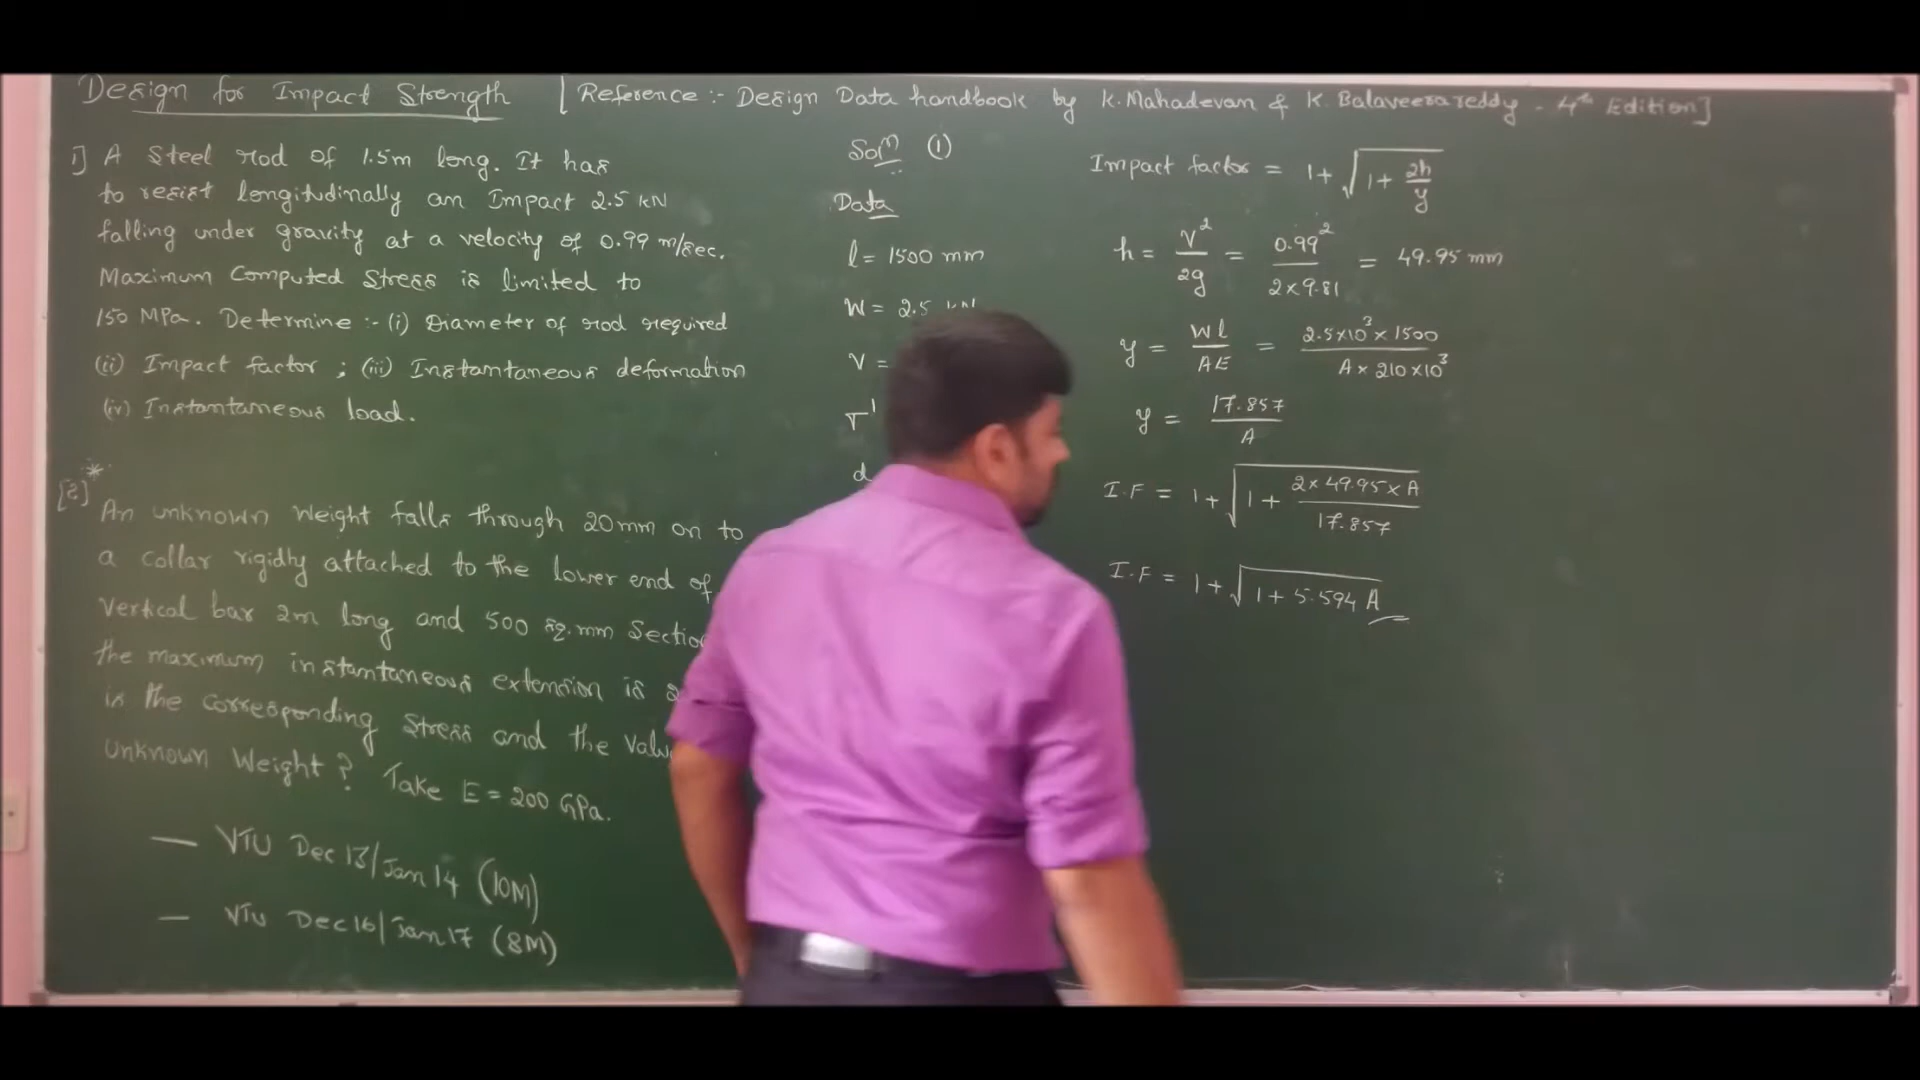 Design for Impact Strength [Reference :- Design Data handbook by K. Mahadevan & K. Balaveerareddy - 4th Edition]
1] A Steel rod of 1.5m long. It has
to resist longitudinally an Impact 2.5 kN
falling under gravity at a velocity of 0.99 m/sec.
Maximum Computed Stress is limited to
150 MPa. Determine :- (i) Diameter of rod required
(ii) Impact factor ; (iii) Instantaneous deformation
(iv) Instantaneous load.
[2]*
An unknown Weight falls through 20mm on to
a collar rigidly attached to the lower end of
Vertical bar 2m long and 500 sq.mm Section
the maximum instantaneous extension is 2
is the corresponding Stress and the Valu
unknown Weight? Take E = 200 GPa.
— VTU Dec 13/Jan 14 (10M)
— VTU Dec 16/Jan 17 (8M)
Soln (1)
Data
l = 1500 mm
W = 2.5 kN
V =
σ'
d
Impact factor = 1 + √(1 + 2h/y)
h = V²/2g = 0.99²/2×9.81 = 49.95 mm
y = Wl/AE = 2.5×10³×1500/A×210×10³
y = 17.857/A
I.F = 1 + √(1 + 2×49.95×A/17.857)
I.F = 1 + √(1 + 5.594 A)